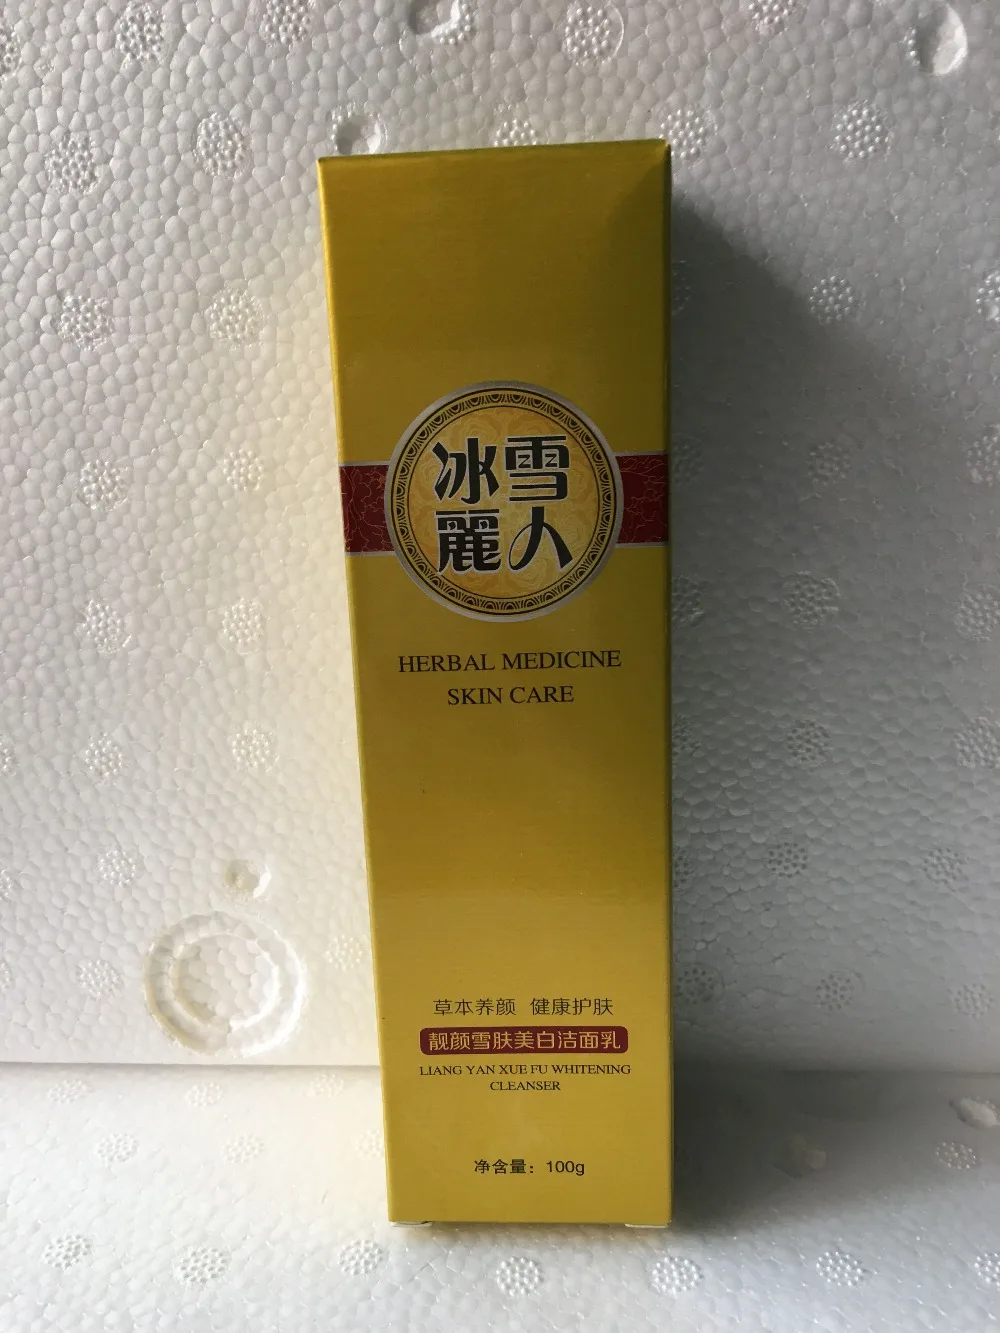 冰雪
麗人
HERBAL MEDICINE
SKIN CARE
草本养颜 健康护肤
靓颜雪肤美白洁面乳
LIANG YAN XUE FU WHITENING
CLEANSER
净含量：100g